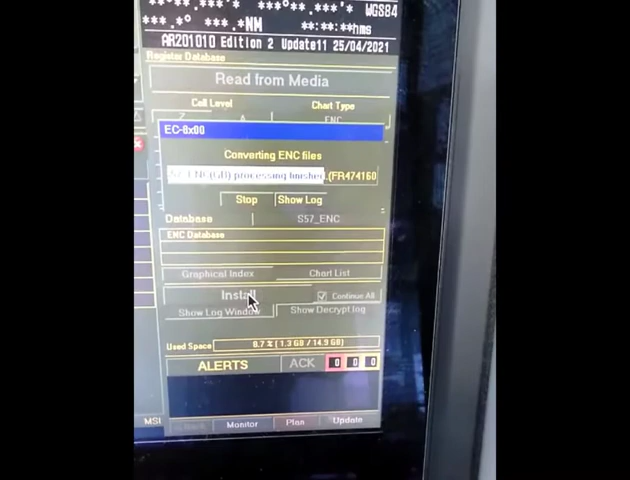 ***.**.***'* ***°**.***'* WGS84
***.*° ***.*NM **:**:**hms
AR201010 Edition 2 Update11 25/04/2021
Register Database
Read from Media
Cell Level Chart Type
Z A ENC
EC-8x00
Converting ENC files
ENC(GB) processing finished.(FR474160
Stop Show Log
Database S57_ENC
ENC Database
Graphical Index Chart List
Install Continue All
Show Log Window Show Decrypt log
Used Space 8.7 % ( 1.3 GB / 14.9 GB)
ALERTS ACK 0 0 0
MSI Monitor Plan Update